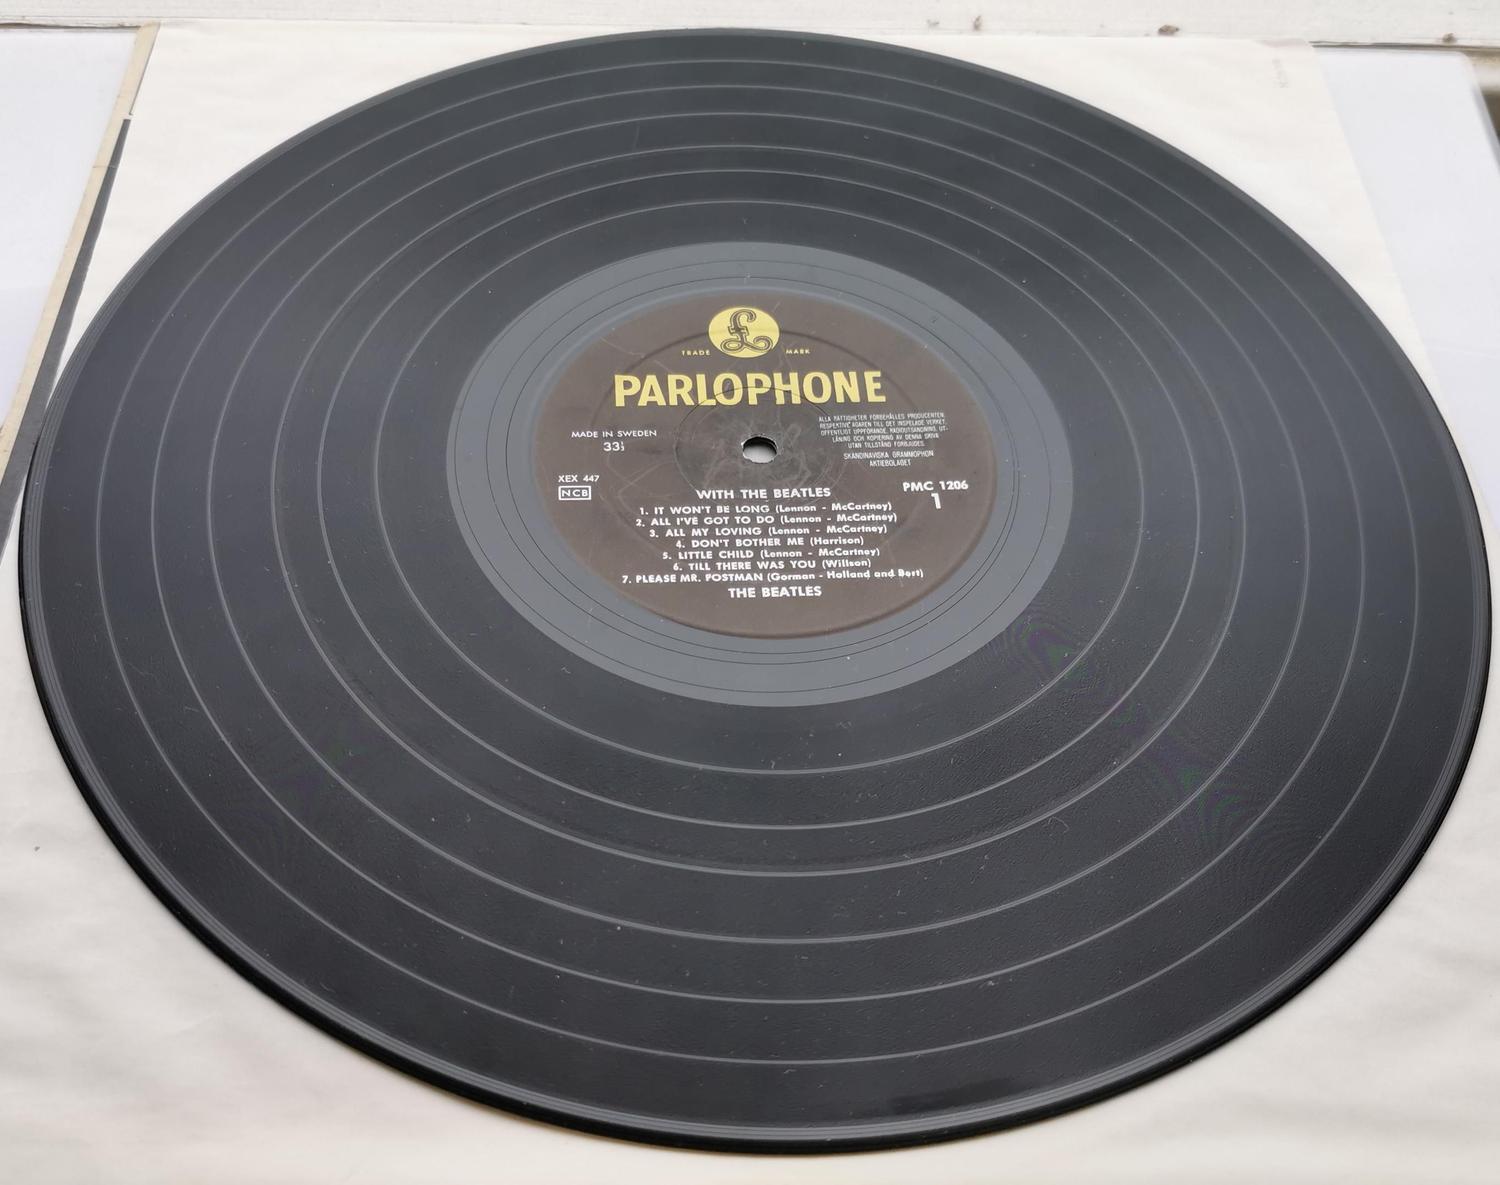 £
TRADE MARK
PARLOPHONE
MADE IN SWEDEN
33⅓
ALLA RÄTTIGHETER FÖRBEHÅLLES PRODUCENTEN,
RESPEKTIVE ÄGAREN TILL DET INSPELADE VERKET.
OFFENTLIGT UPPFÖRANDE, RADIOUTSÄNDNING, UT-
LÅNING OCH KOPIERING AV DENNA SKIVA
UTAN TILLSTÅND FÖRBJUDES.
SKANDINAVISKA GRAMMOPHON
AKTIEBOLAGET
XEX 447
NCB
PMC 1206
1
WITH THE BEATLES
1. IT WON'T BE LONG (Lennon - McCartney)
2. ALL I'VE GOT TO DO (Lennon - McCartney)
3. ALL MY LOVING (Lennon - McCartney)
4. DON'T BOTHER ME (Harrison)
5. LITTLE CHILD (Lennon - McCartney)
6. TILL THERE WAS YOU (Willson)
7. PLEASE MR. POSTMAN (Gorman - Holland and Bert)
THE BEATLES